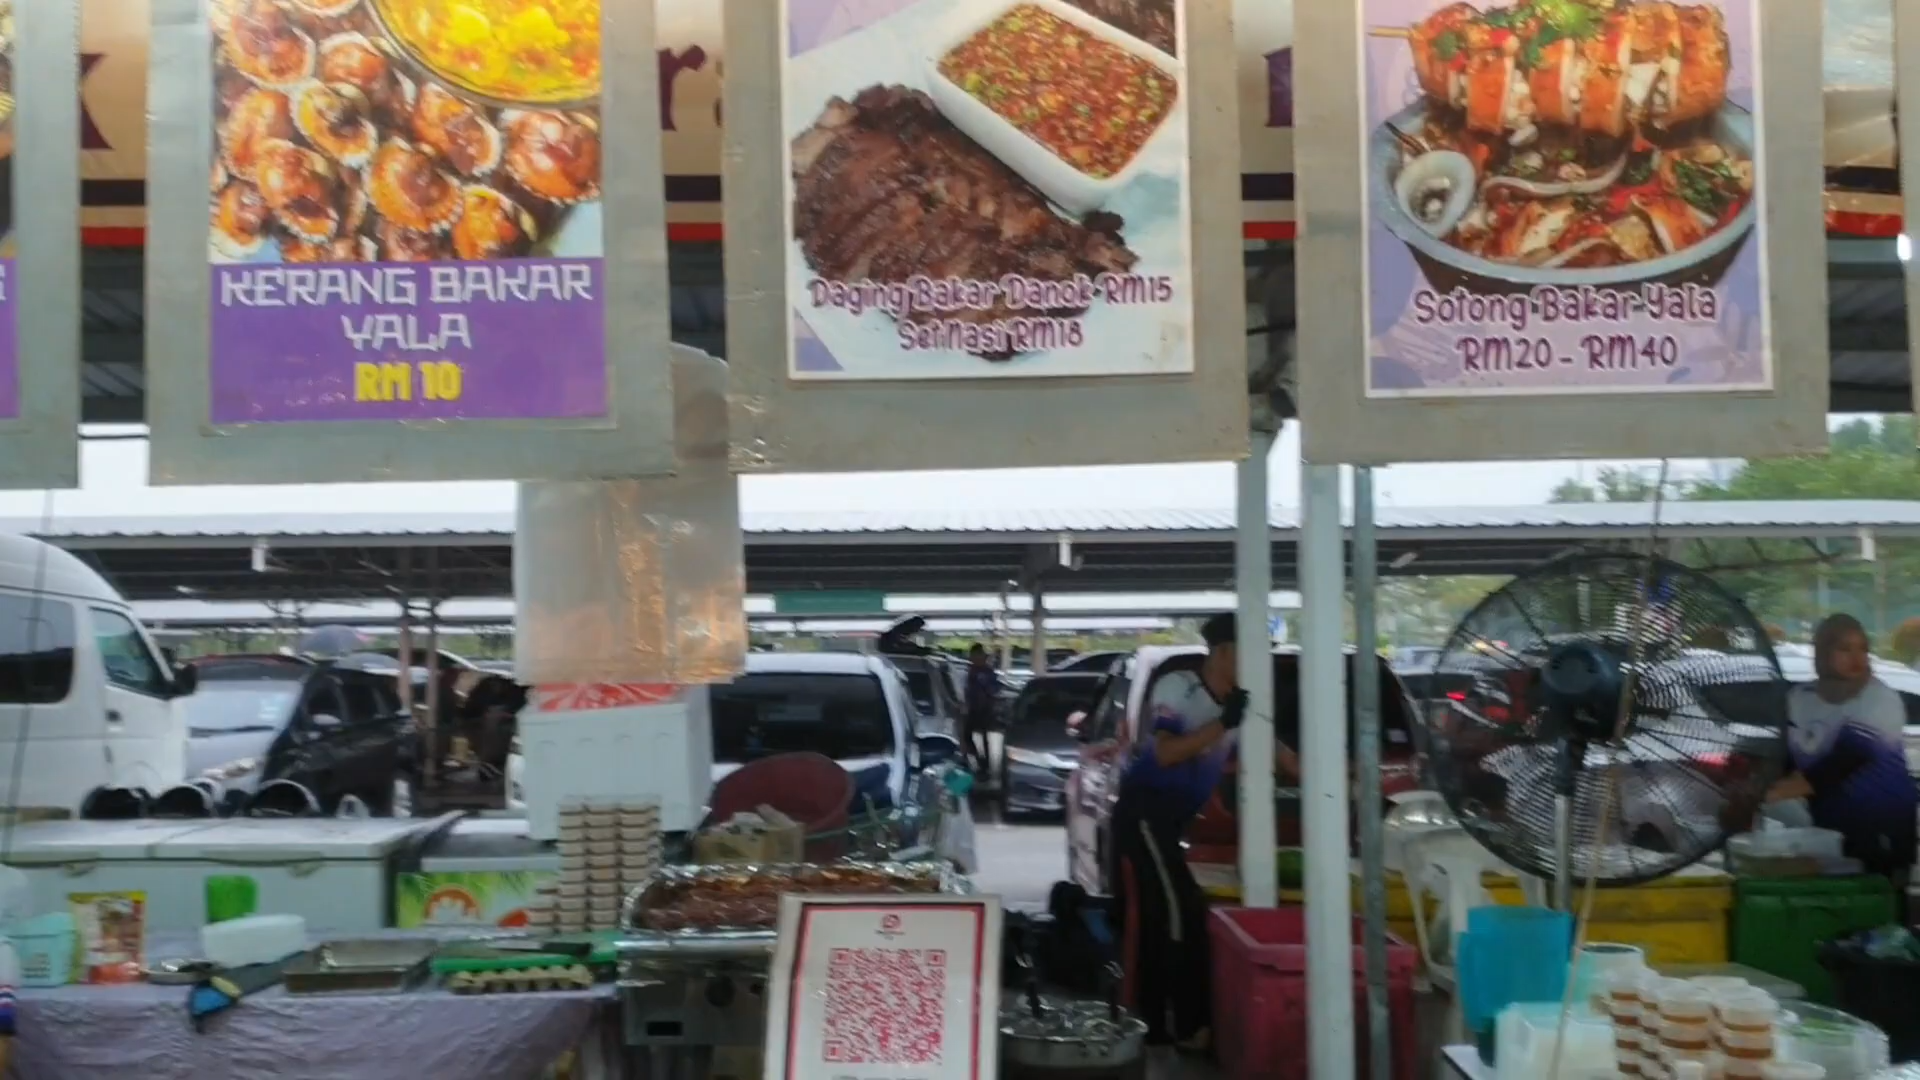 KERANG BAKAR
YALA
RM 10
Daging Bakar Danok RM15
Set Nasi RM18
Sotong Bakar Yala
RM20 - RM40